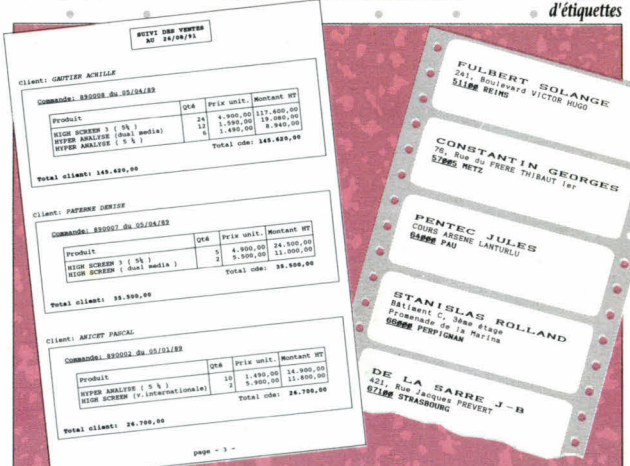 d'étiquettes
SUIVI DES VENTES
AU 26/08/91
Client: GAUTIER ACHILLE
Commande: 890008 du 05/04/89
Produit Qté Prix unit. Montant HT
HIGH SCREEN 3 ( 5¼ ) 24 4.900,00 117.600,00
HYPER ANALYSE (dual media) 12 1.590,00 19.080,00
HYPER ANALYSE ( 5 ¼ ) 6 1.490,00 8.940,00
Total cde: 145.620,00
Total client: 145.620,00
Client: PATERNE DENISE
Commande: 890007 du 05/04/89
Produit Qté Prix unit. Montant HT
HIGH SCREEN 3 ( 5¼ ) 5 4.900,00 24.500,00
HIGH SCREEN ( dual media ) 2 5.500,00 11.000,00
Total cde: 35.500,00
Total client: 35.500,00
Client: ANICET PASCAL
Commande: 890002 du 05/01/89
Produit Qté Prix unit. Montant HT
HYPER ANALYSE ( 5 ¼ ) 10 1.490,00 14.900,00
HIGH SCREEN (v.internationale) 2 5.900,00 11.800,00
Total cde: 26.700,00
Total client: 26.700,00
page - 3 -
FULBERT SOLANGE
241, Boulevard VICTOR HUGO
51100 REIMS
CONSTANTIN GEORGES
76, Rue du FRERE THIBAUT 1er
57005 METZ
PENTEC JULES
COURS ARSENE LANTURLU
64000 PAU
STANISLAS ROLLAND
Bâtiment C, 3ème étage
Promenade de la Marina
66000 PERPIGNAN
DE LA SARRE J-B
421, Rue Jacques PREVERT
67100 STRASBOURG